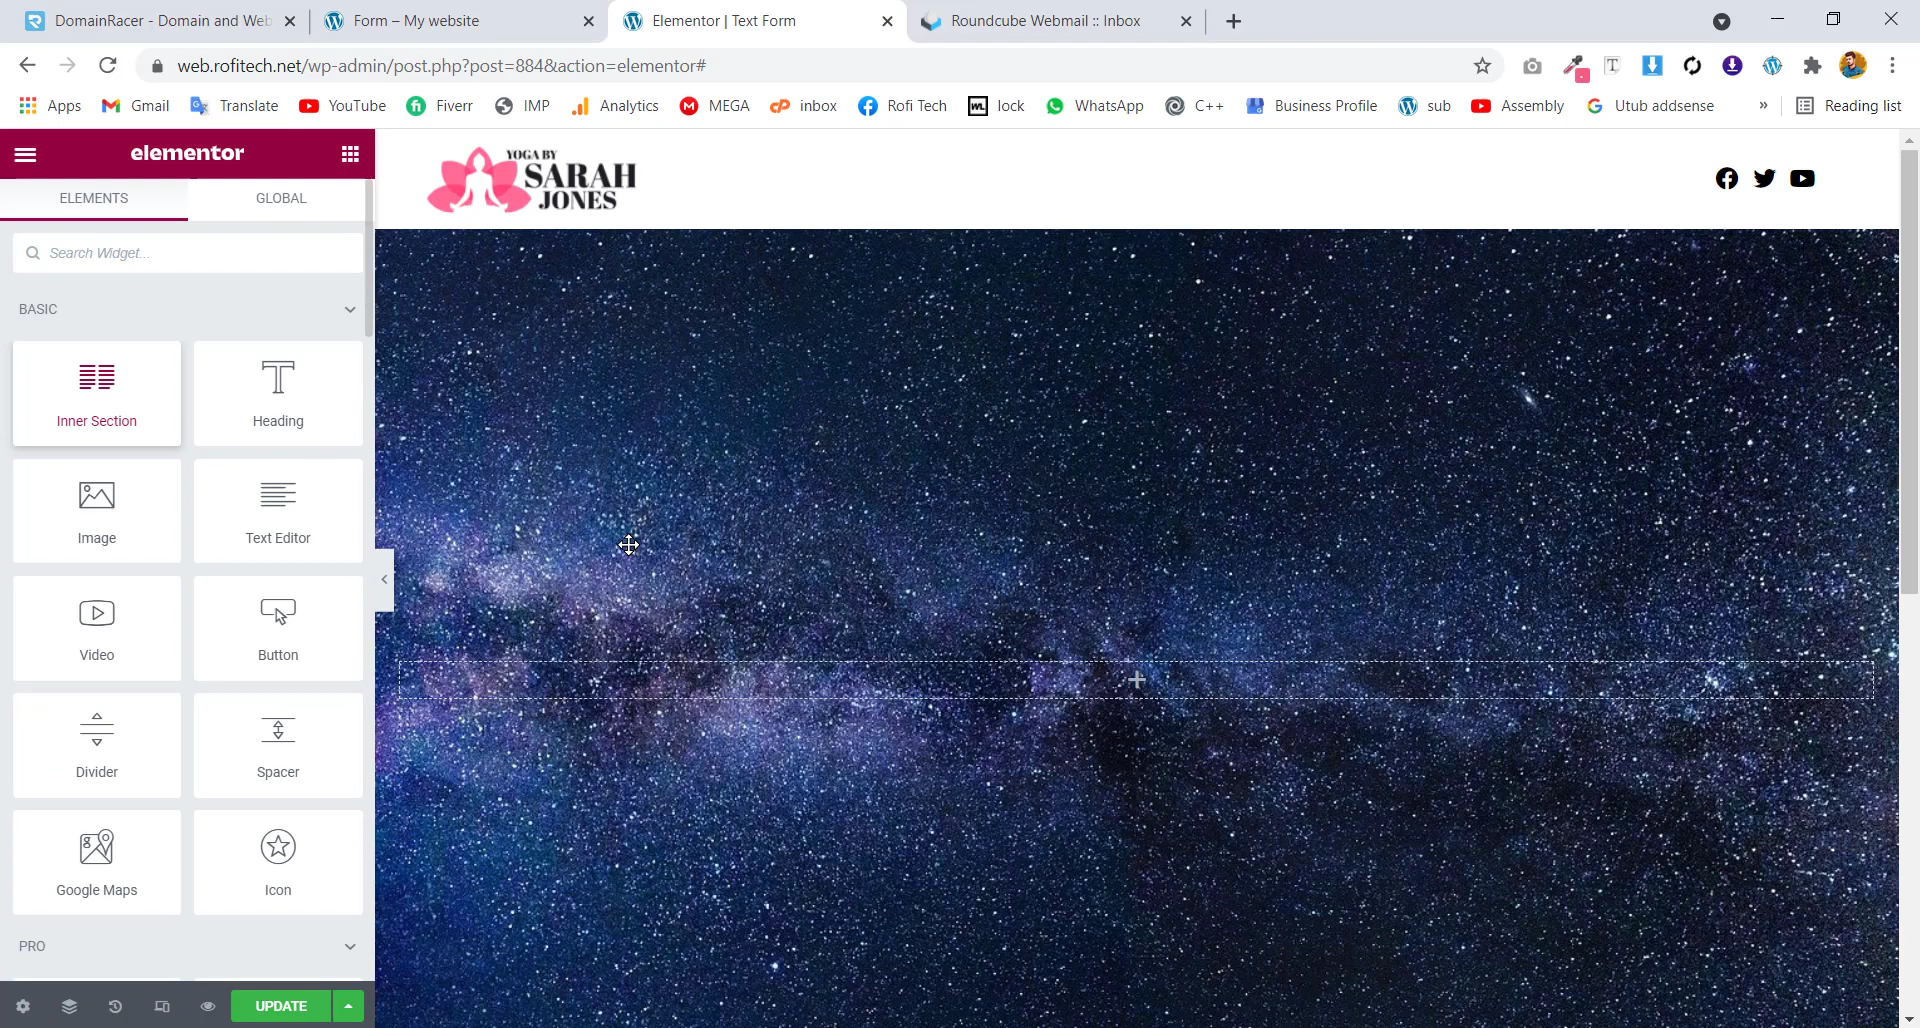 DomainRacer - Domain and Web
Form – My website
Elementor | Text Form
Roundcube Webmail :: Inbox
web.rofitech.net/wp-admin/post.php?post=884&action=elementor#
Apps
Gmail
Translate
YouTube
Fiverr
IMP
Analytics
MEGA
inbox
Rofi Tech
lock
WhatsApp
C++
Business Profile
sub
Assembly
Utub addsense
»
Reading list
elementor
ELEMENTS
GLOBAL
Search Widget...
BASIC
Inner Section
Heading
Image
Text Editor
Video
Button
Divider
Spacer
Google Maps
Icon
PRO
UPDATE
YOGA BY
SARAH
JONES